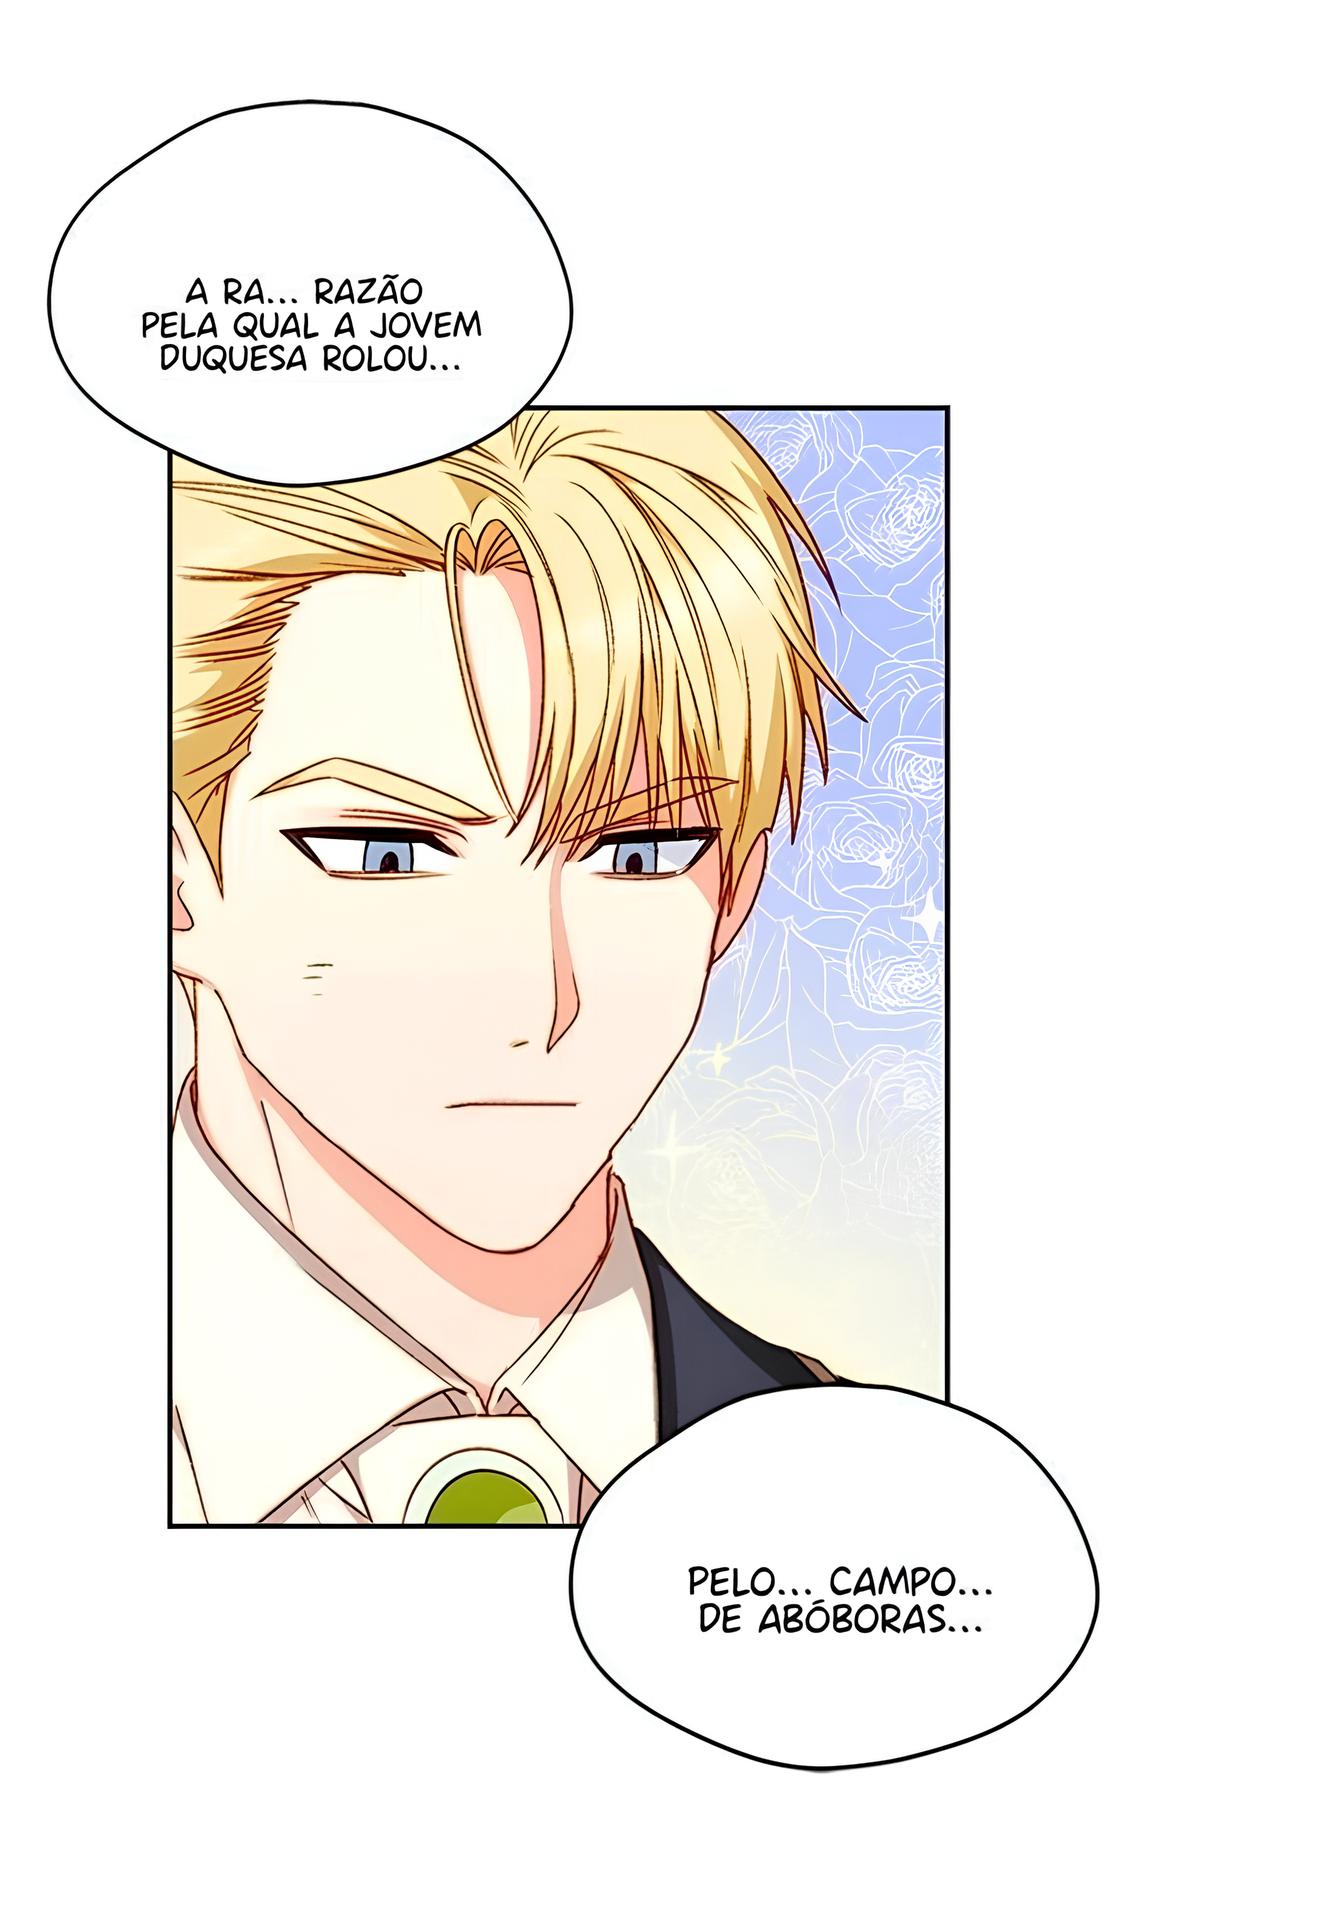 A RA... RAZÃO
PELA QUAL A JOVEM
DUQUESA ROLOU...
PELO... CAMPO...
DE ABÓBORAS...